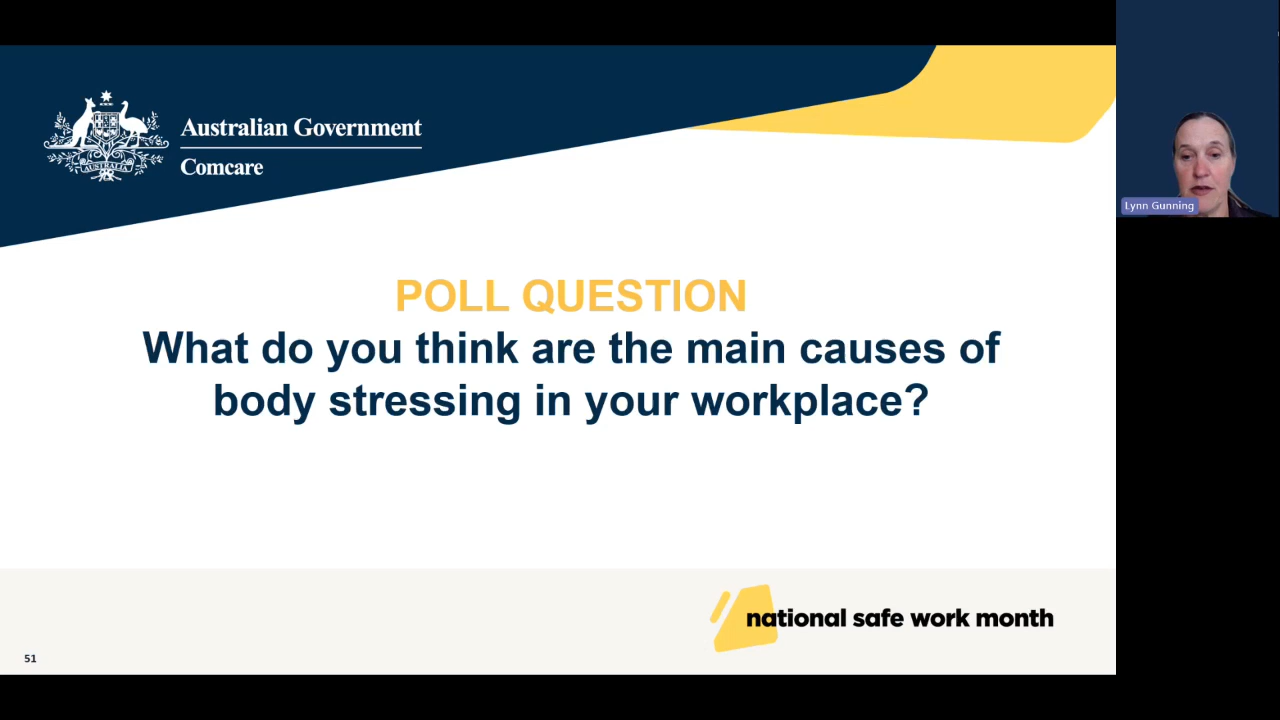 Australian Government
Comcare
Lynn Gunning
POLL QUESTION
What do you think are the main causes of
body stressing in your workplace?
national safe work month
51
AUSTRALIA